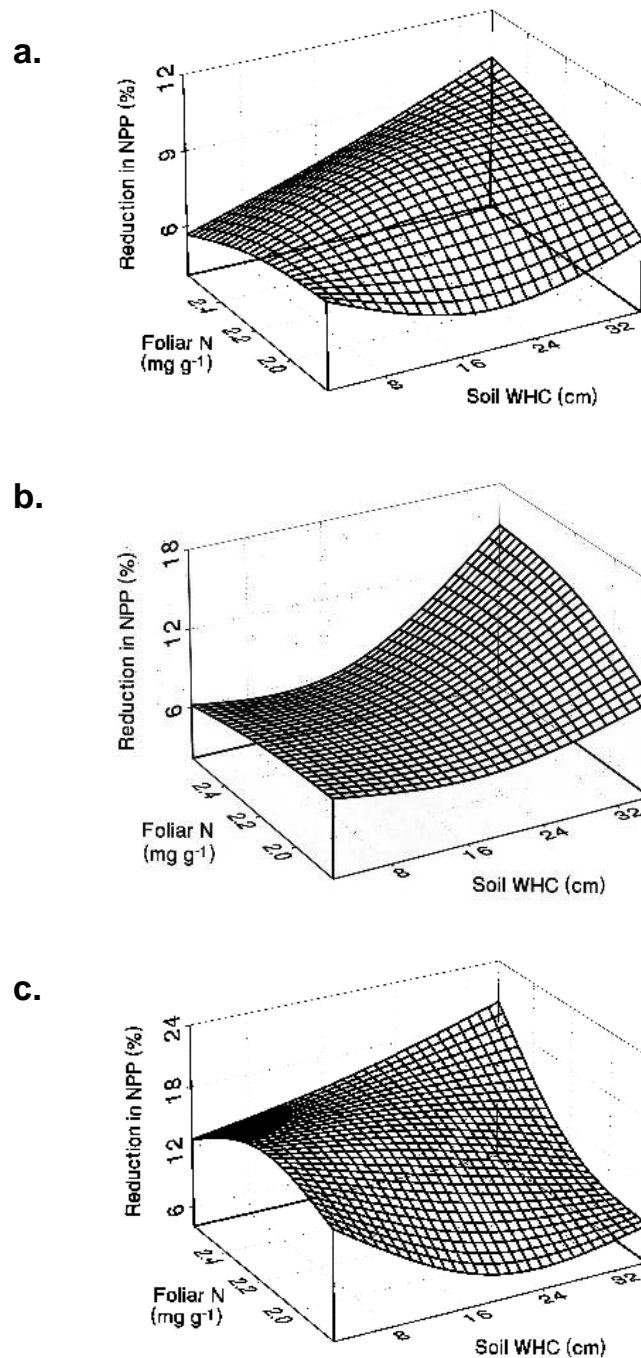 a.
Reduction in NPP (%)
12
9
6
2.4
2.2
2.0
Foliar N
(mg g-1)
8
16
24
32
Soil WHC (cm)
b.
Reduction in NPP (%)
18
12
6
2.4
2.2
2.0
Foliar N
(mg g-1)
8
16
24
32
Soil WHC (cm)
c.
Reduction in NPP (%)
24
18
12
6
2.4
2.2
2.0
Foliar N
(mg g-1)
8
16
24
32
Soil WHC (cm)